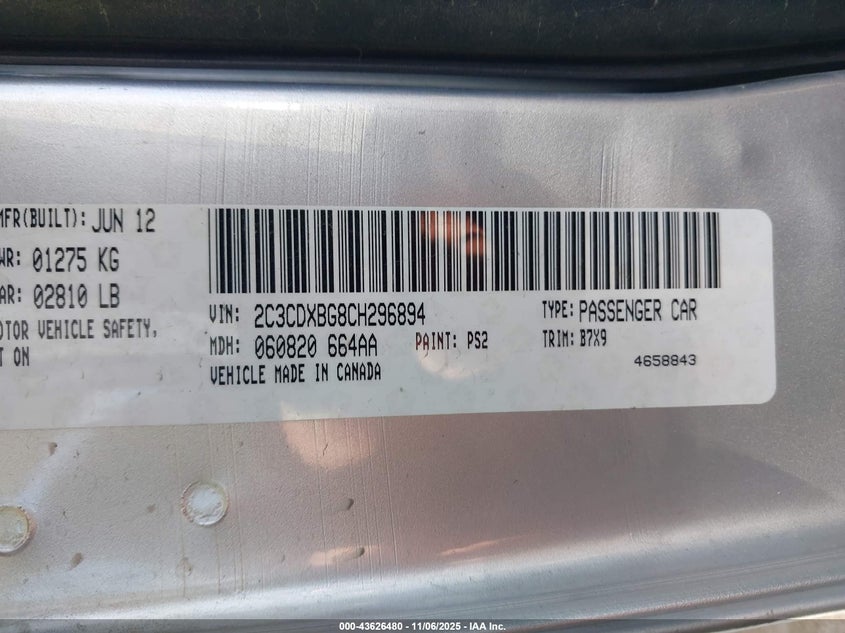 MFR(BUILT): JUN 12
WR: 01275 KG
AR: 02810 LB
OTOR VEHICLE SAFETY,
T ON
VIN: 2C3CDXBG8CH296894
TYPE: PASSENGER CAR
MDH: 060820 664AA
PAINT: PS2
TRIM: B7X9
VEHICLE MADE IN CANADA
4658843
000-43626480 - 11/06/2025 - IAA Inc.